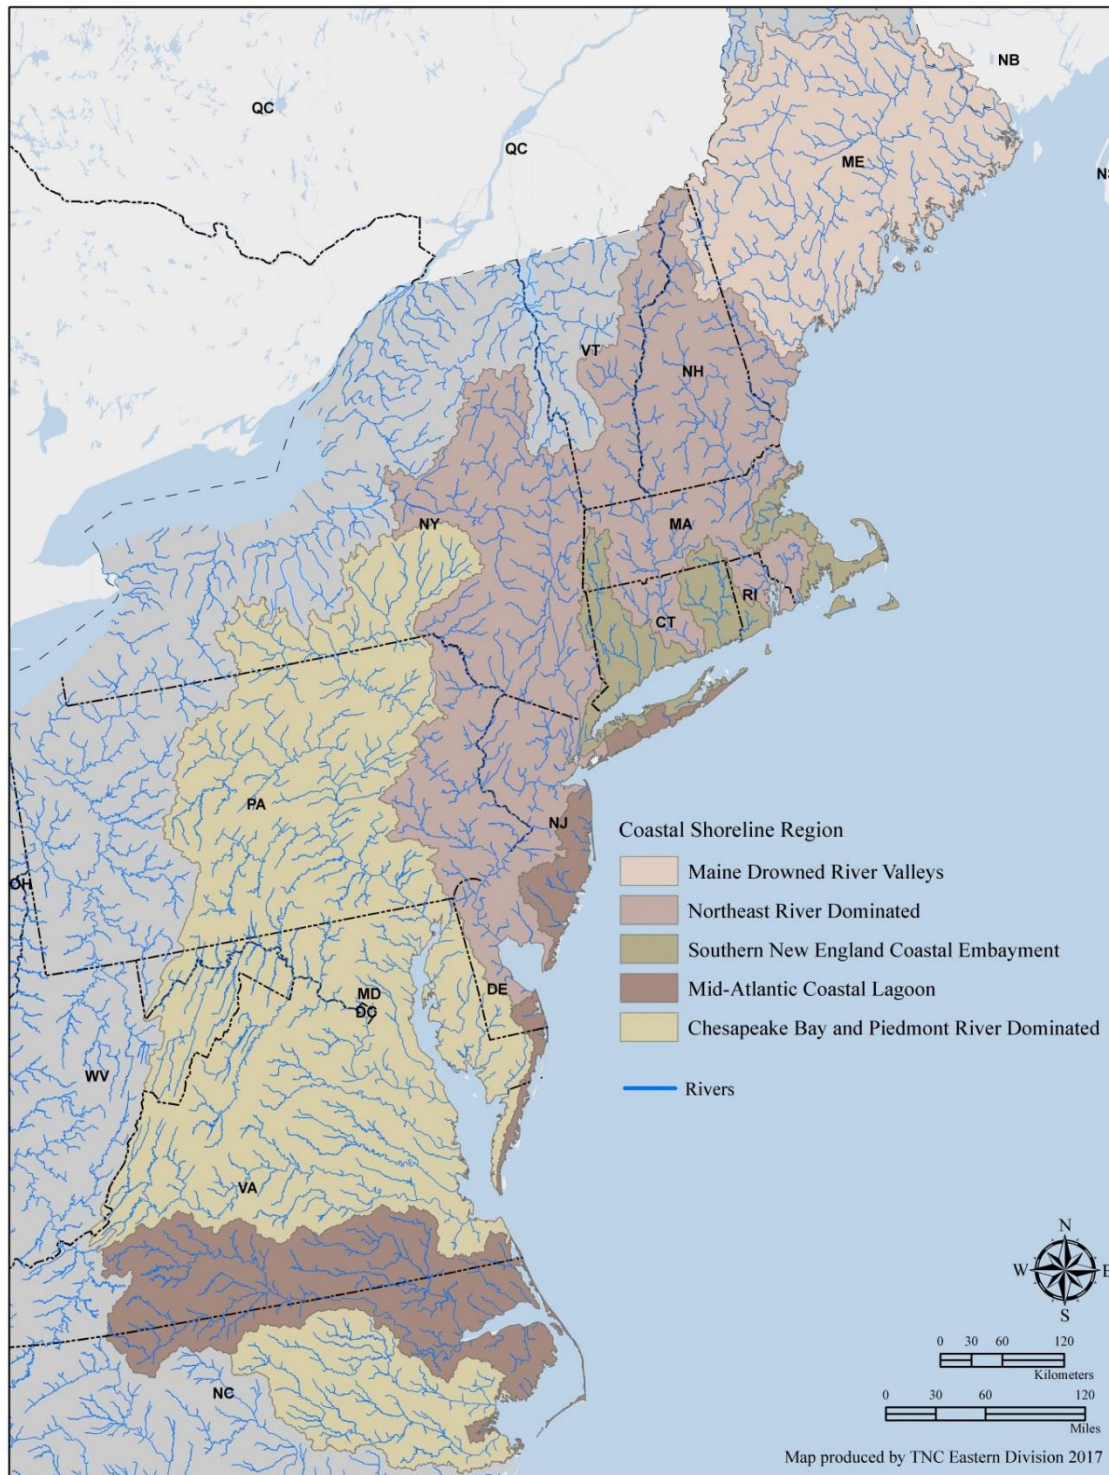 NB
QC
QC
ME
VT
NH
NY
MA
RI
CT
PA
NJ
OH
Coastal Shoreline Region
Maine Drowned River Valleys
Northeast River Dominated
Southern New England Coastal Embayment
Mid-Atlantic Coastal Lagoon
Chesapeake Bay and Piedmont River Dominated
Rivers
DE
MD
DC
WV
VA
NC
N
W E
S
0 30 60 120
Kilometers
0 30 60 120
Miles
Map produced by TNC Eastern Division 2017